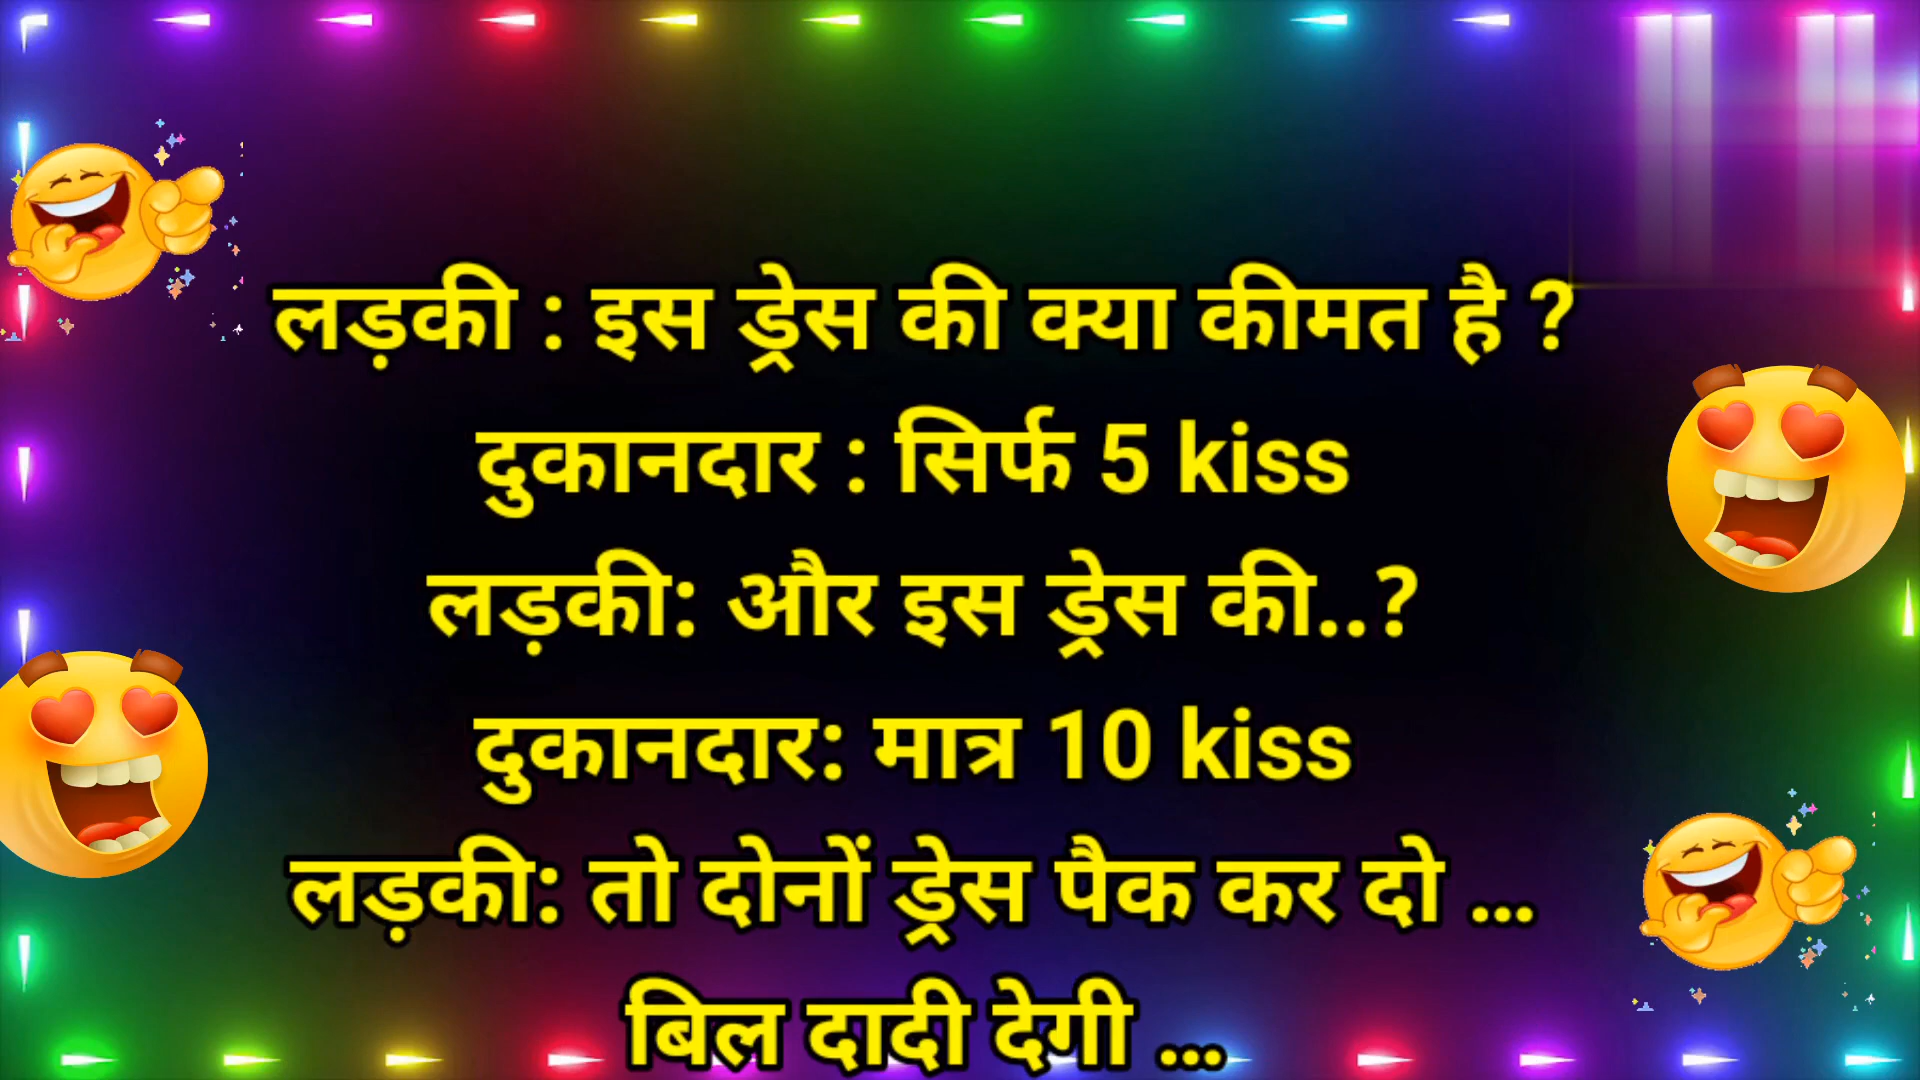 लड़की : इस ड्रेस की क्या कीमत है ?
दुकानदार : सिर्फ 5 kiss
लड़की: और इस ड्रेस की..?
दुकानदार: मात्र 10 kiss
लड़की: तो दोनों ड्रेस पैक कर दो ...
बिल दादी देगी ...